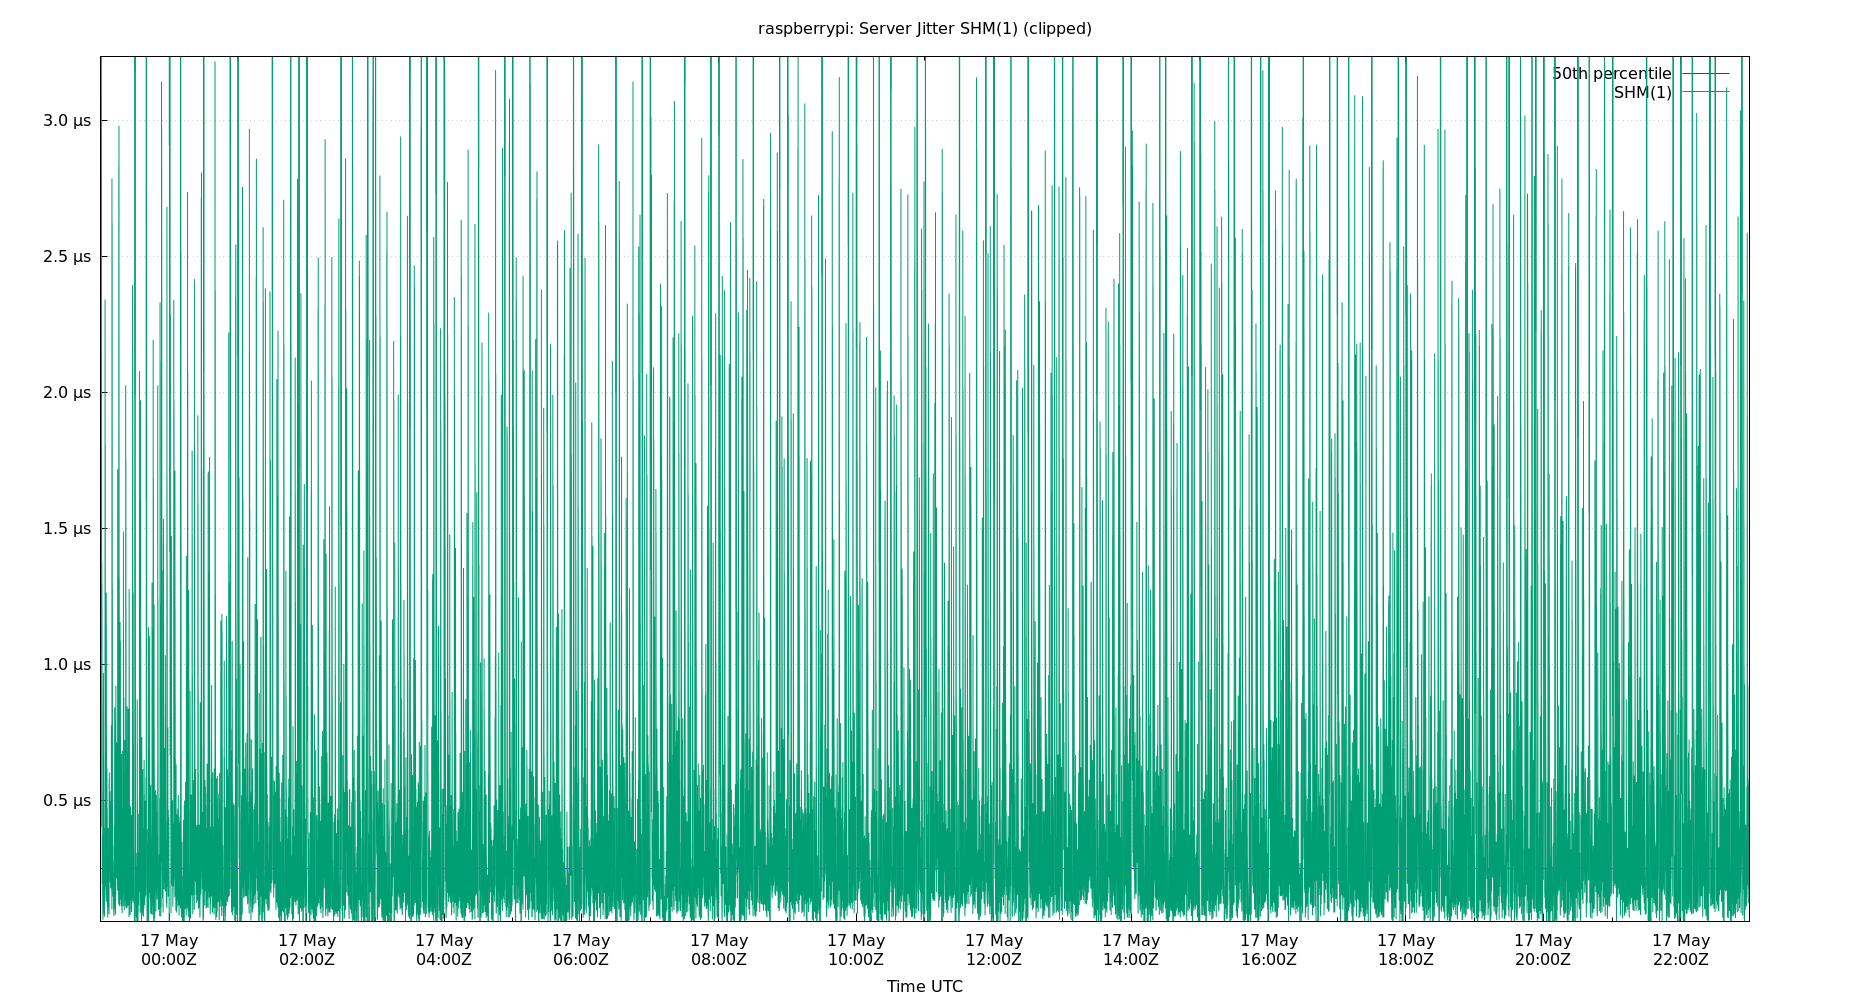 raspberrypi: Server Jitter SHM(1) (clipped)
50th percentile
SHM(1)
3.0 µs
2.5 µs
2.0 µs
1.5 µs
1.0 µs
0.5 µs
17 May 17 May 17 May 17 May 17 May 17 May 17 May 17 May 17 May 17 May 17 May 17 May
00:00Z 02:00Z 04:00Z 06:00Z 08:00Z 10:00Z 12:00Z 14:00Z 16:00Z 18:00Z 20:00Z 22:00Z
Time UTC